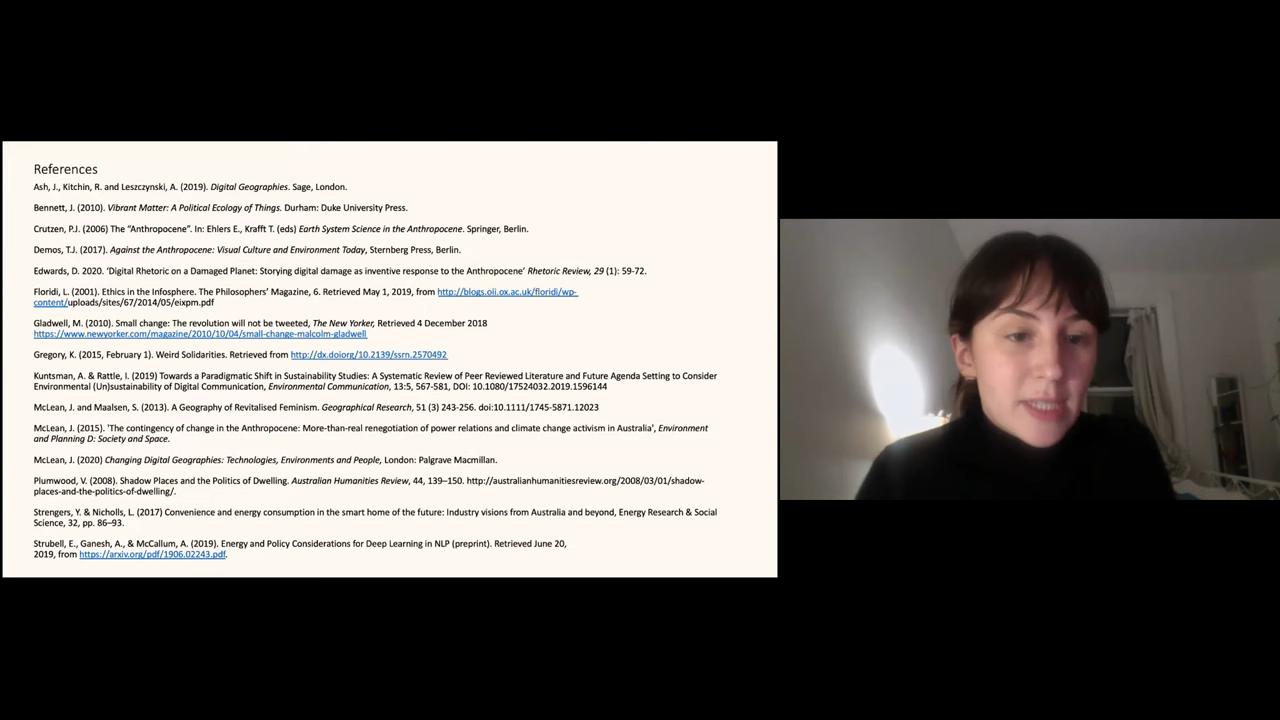 References
Ash, J., Kitchin, R. and Leszczynski, A. (2019). Digital Geographies. Sage, London.
Bennett, J. (2010). Vibrant Matter: A Political Ecology of Things. Durham: Duke University Press.
Crutzen, P.J. (2006) The “Anthropocene”. In: Ehlers E., Krafft T. (eds) Earth System Science in the Anthropocene. Springer, Berlin.
Demos, T.J. (2017). Against the Anthropocene: Visual Culture and Environment Today, Sternberg Press, Berlin.
Edwards, D. 2020. ‘Digital Rhetoric on a Damaged Planet: Storying digital damage as inventive response to the Anthropocene’ Rhetoric Review, 29 (1): 59-72.
Floridi, L. (2001). Ethics in the Infosphere. The Philosophers’ Magazine, 6. Retrieved May 1, 2019, from http://blogs.oii.ox.ac.uk/floridi/wp-
content/uploads/sites/67/2014/05/eixpm.pdf
Gladwell, M. (2010). Small change: The revolution will not be tweeted, The New Yorker, Retrieved 4 December 2018
https://www.newyorker.com/magazine/2010/10/04/small-change-malcolm-gladwell
Gregory, K. (2015, February 1). Weird Solidarities. Retrieved from http://dx.doiorg/10.2139/ssrn.2570492
Kuntsman, A. & Rattle, I. (2019) Towards a Paradigmatic Shift in Sustainability Studies: A Systematic Review of Peer Reviewed Literature and Future Agenda Setting to Consider
Environmental (Un)sustainability of Digital Communication, Environmental Communication, 13:5, 567-581, DOI: 10.1080/17524032.2019.1596144
McLean, J. and Maalsen, S. (2013). A Geography of Revitalised Feminism. Geographical Research, 51 (3) 243-256. doi:10.1111/1745-5871.12023
McLean, J. (2015). 'The contingency of change in the Anthropocene: More-than-real renegotiation of power relations and climate change activism in Australia', Environment
and Planning D: Society and Space.
McLean, J. (2020) Changing Digital Geographies: Technologies, Environments and People, London: Palgrave Macmillan.
Plumwood, V. (2008). Shadow Places and the Politics of Dwelling. Australian Humanities Review, 44, 139–150. http://australianhumanitiesreview.org/2008/03/01/shadow-
places-and-the-politics-of-dwelling/.
Strengers, Y. & Nicholls, L. (2017) Convenience and energy consumption in the smart home of the future: Industry visions from Australia and beyond, Energy Research & Social
Science, 32, pp. 86–93.
Strubell, E., Ganesh, A., & McCallum, A. (2019). Energy and Policy Considerations for Deep Learning in NLP (preprint). Retrieved June 20,
2019, from https://arxiv.org/pdf/1906.02243.pdf.